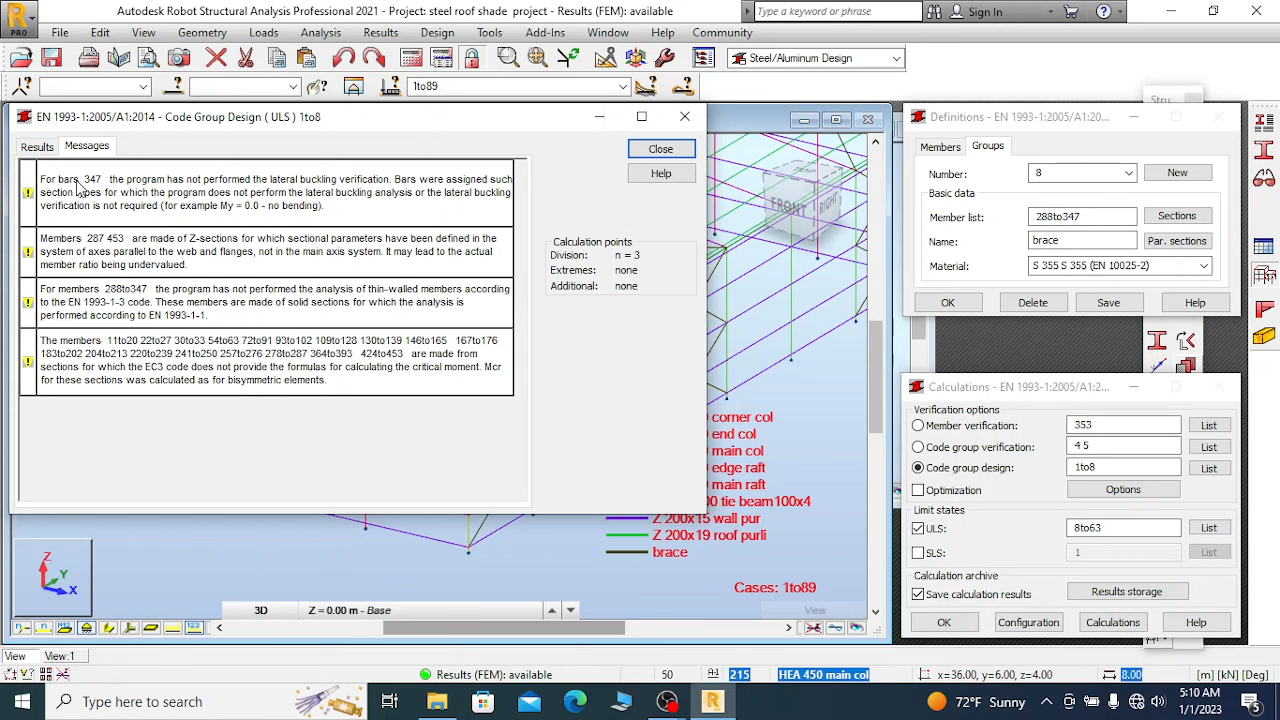 Autodesk Robot Structural Analysis Professional 2021 - Project: steel roof shade project - Results (FEM): available
Type a keyword or phrase
Sign In
PRO
File Edit View Geometry Loads Analysis Results Design Tools Add-Ins Window Help Community
Steel/Aluminum Design
1to89
EN 1993-1:2005/A1:2014 - Code Group Design ( ULS ) 1to8
Results Messages
For bars 347 the program has not performed the lateral buckling verification. Bars were assigned such
section types for which the program does not perform the lateral buckling analysis or the lateral buckling
verification is not required (for example My = 0.0 - no bending).
Members 287 453 are made of Z-sections for which sectional parameters have been defined in the
system of axes parallel to the web and flanges, not in the main axis system. It may lead to the actual
member ratio being undervalued.
For members 288to347 the program has not performed the analysis of thin-walled members according
to the EN 1993-1-3 code. These members are made of solid sections for which the analysis is
performed according to EN 1993-1-1.
The members 11to20 22to27 30to33 54to63 72to91 93to102 109to128 130to139 146to165 167to176
183to202 204to213 220to239 241to250 257to276 278to287 364to393 424to453 are made from
sections for which the EC3 code does not provide the formulas for calculating the critical moment. Mcr
for these sections was calculated as for bisymmetric elements.
Close
Help
Calculation points
Division: n = 3
Extremes: none
Additional: none
FRONT RIGHT
corner col
end col
main col
edge raft
main raft
00 tie beam100x4
Z 200x15 wall pur
Z 200x19 roof purli
brace
Cases: 1to89
Z
Y
X
3D Z = 0.00 m - Base
View
Stru
Definitions - EN 1993-1:2005/A1:20...
Members Groups
Number: 8 New
Basic data
Member list: 288to347 Sections
Name: brace Par. sections
Material: S 355 S 355 (EN 10025-2)
OK Delete Save Help
Calculations - EN 1993-1:2005/A1:2...
Verification options
Member verification: 353 List
Code group verification: 4 5 List
Code group design: 1to8 List
Optimization Options
Limit states
ULS: 8to63 List
SLS: 1 List
Calculation archive
Save calculation results Results storage
OK Configuration Calculations Help
View View:1
Results (FEM): available 50 215 HEA 450 main col x=36.00, y=6.00, z=4.00 8.00 [m] [kN] [Deg]
Type here to search
72°F Sunny
5:10 AM
1/1/2023